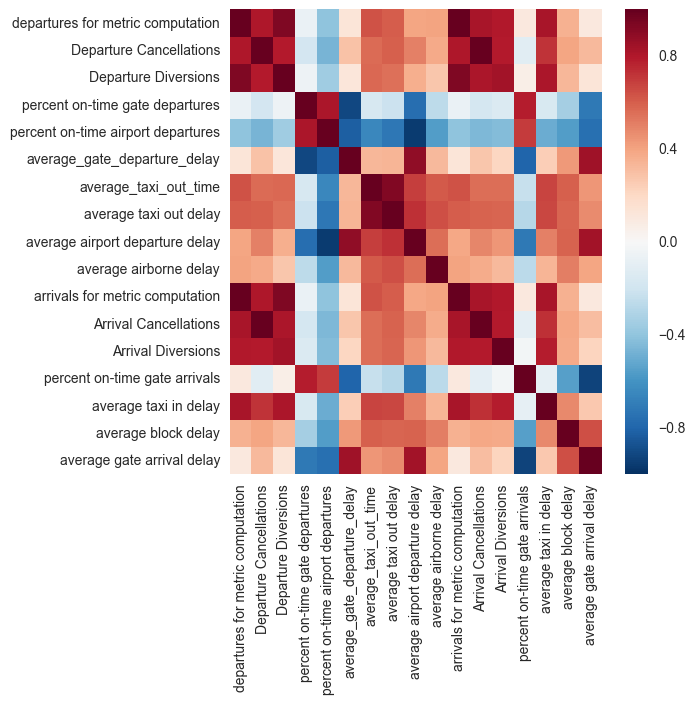 departures for metric computation
Departure Cancellations
Departure Diversions
percent on-time gate departures
percent on-time airport departures
average_gate_departure_delay
average_taxi_out_time
average taxi out delay
average airport departure delay
average airborne delay
arrivals for metric computation
Arrival Cancellations
Arrival Diversions
percent on-time gate arrivals
average taxi in delay
average block delay
average gate arrival delay
departures for metric computation
Departure Cancellations
Departure Diversions
percent on-time gate departures
percent on-time airport departures
average_gate_departure_delay
average_taxi_out_time
average taxi out delay
average airport departure delay
average airborne delay
arrivals for metric computation
Arrival Cancellations
Arrival Diversions
percent on-time gate arrivals
average taxi in delay
average block delay
average gate arrival delay
0.8
0.4
0.0
−0.4
−0.8